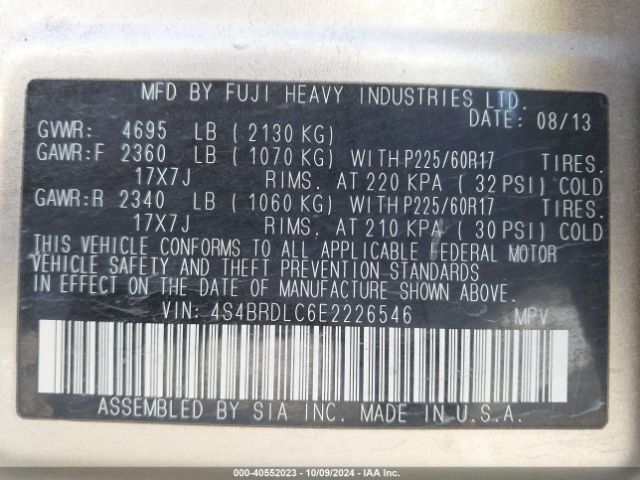 MFD BY FUJI HEAVY INDUSTRIES LTD.
DATE: 08/13
GVWR: 4695 LB (2130 KG)
GAWR:F 2360 LB (1070 KG) WITH P225/60R17 TIRES.
17X7J RIMS. AT 220 KPA (32 PSI) COLD
GAWR:R 2340 LB (1060 KG) WITH P225/60R17 TIRES.
17X7J RIMS. AT 210 KPA (30 PSI) COLD
THIS VEHICLE CONFORMS TO ALL APPLICABLE FEDERAL MOTOR
VEHICLE SAFETY AND THEFT PREVENTION STANDARDS
IN EFFECT ON THE DATE OF MANUFACTURE SHOWN ABOVE.
VIN: 4S4BRDLC6E2226546 MPV
ASSEMBLED BY SIA INC. MADE IN U.S.A.
000-40552023 - 10/09/2024 - IAA Inc.